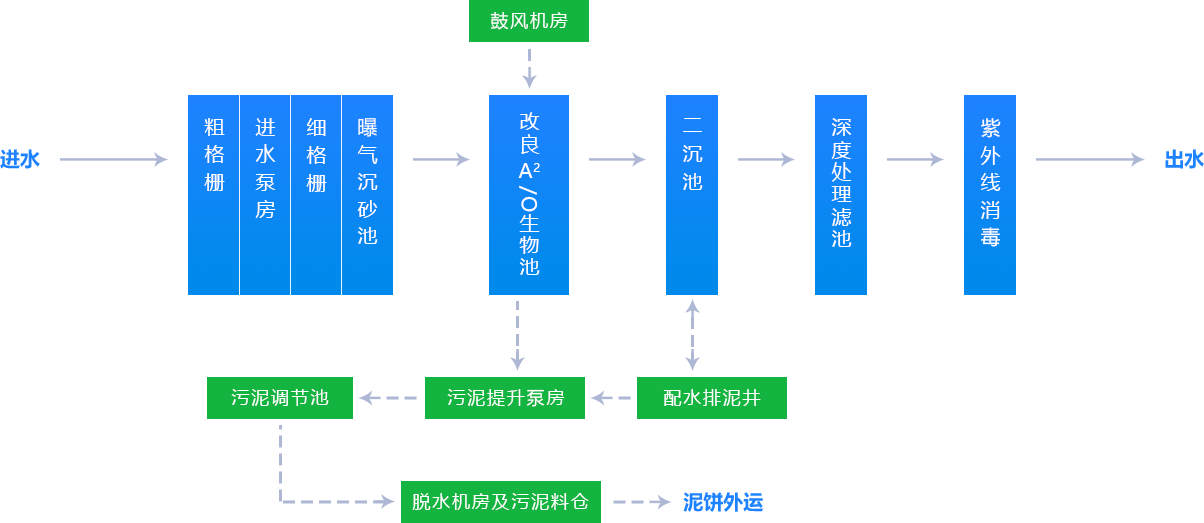 鼓风机房
进水
粗格栅
进水泵房
细格栅
曝气沉砂池
改良A²/O生物池
二沉池
深度处理滤池
紫外线消毒
出水
污泥调节池
污泥提升泵房
配水排泥井
脱水机房及污泥料仓
泥饼外运